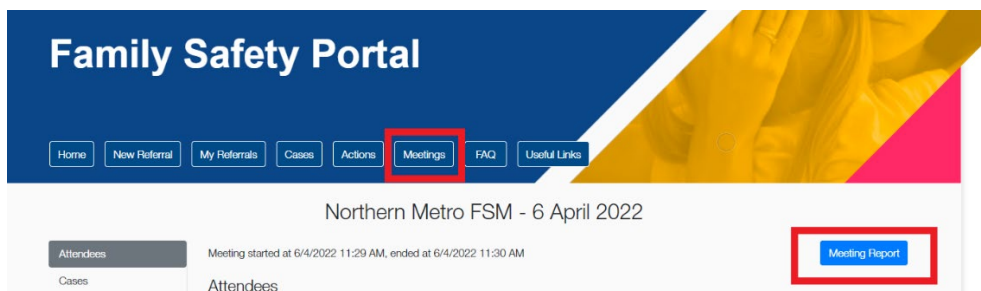 Family Safety Portal
Home New Referral My Referrals Cases Actions Meetings FAQ Useful Links
Northern Metro FSM - 6 April 2022
Attendees Meeting started at 6/4/2022 11:29 AM, ended at 6/4/2022 11:30 AM Meeting Report
Cases Attendees